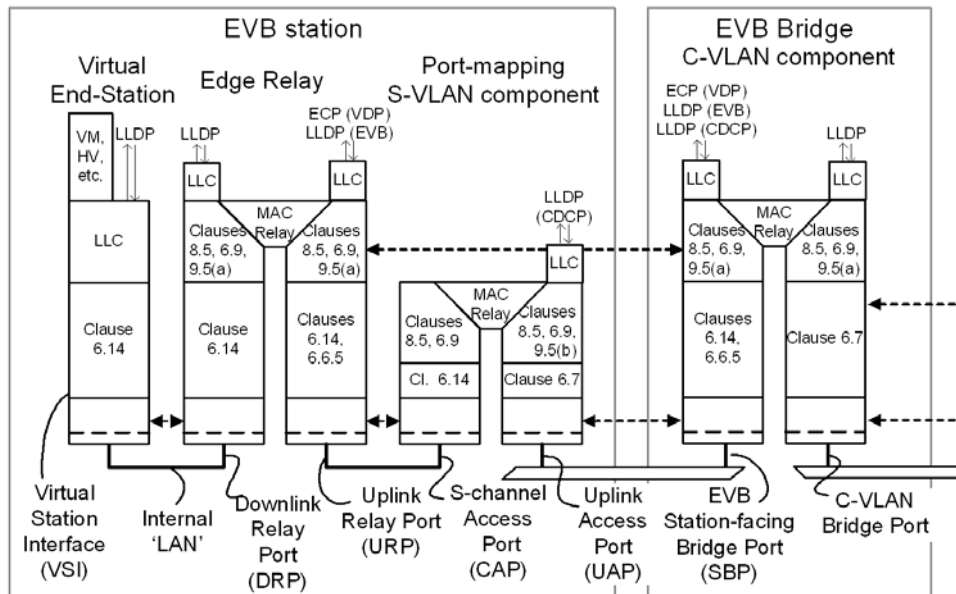 EVB station
EVB Bridge
C-VLAN component
Virtual
End-Station
Edge Relay
Port-mapping
S-VLAN component
VM,
HV,
etc.
LLDP
LLC
Clause
6.14
LLDP
LLC
MAC
Relay
Clauses
8.5, 6.9,
9.5(a)
Clause
6.14
ECP (VDP)
LLDP (EVB)
LLC
Clauses
8.5, 6.9,
9.5(a)
Clauses
6.14,
6.6.5
LLDP
(CDCP)
LLC
MAC
Relay
Clauses
8.5, 6.9
Cl. 6.14
Clauses
8.5, 6.9,
9.5(b)
Clause 6.7
ECP (VDP)
LLDP (EVB)
LLDP (CDCP)
LLC
MAC
Relay
Clauses
8.5, 6.9,
9.5(a)
Clauses
6.14,
6.6.5
LLDP
LLC
Clauses
8.5, 6.9,
9.5(a)
Clause 6.7
Virtual
Station
Interface
(VSI)
Internal
‘LAN’
Downlink
Relay
Port
(DRP)
Uplink
Relay Port
(URP)
S-channel
Access
Port
(CAP)
Uplink
Access
Port
(UAP)
EVB
Station-facing
Bridge Port
(SBP)
C-VLAN
Bridge Port